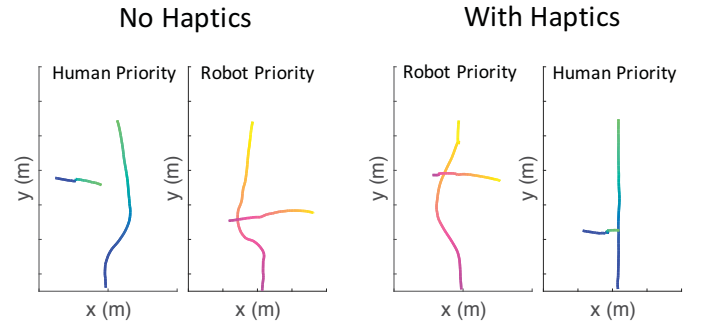 No Haptics
With Haptics
Human Priority
Robot Priority
Robot Priority
Human Priority
y (m)
y (m)
x (m)
x (m)